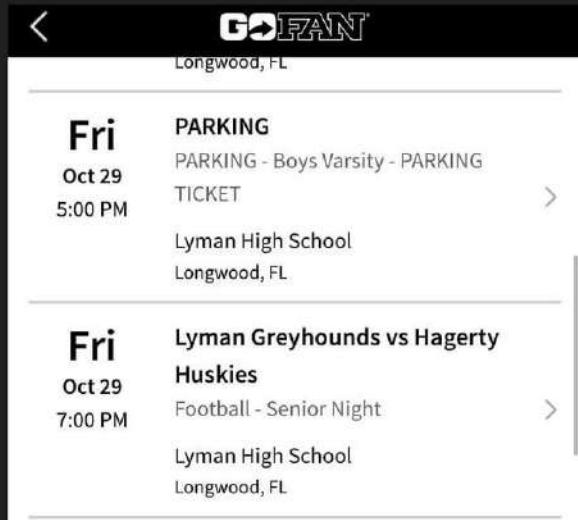 GOFAN
Longwood, FL
Fri
Oct 29
5:00 PM
PARKING
PARKING - Boys Varsity - PARKING
TICKET
Lyman High School
Longwood, FL
Fri
Oct 29
7:00 PM
Lyman Greyhounds vs Hagerty
Huskies
Football - Senior Night
Lyman High School
Longwood, FL